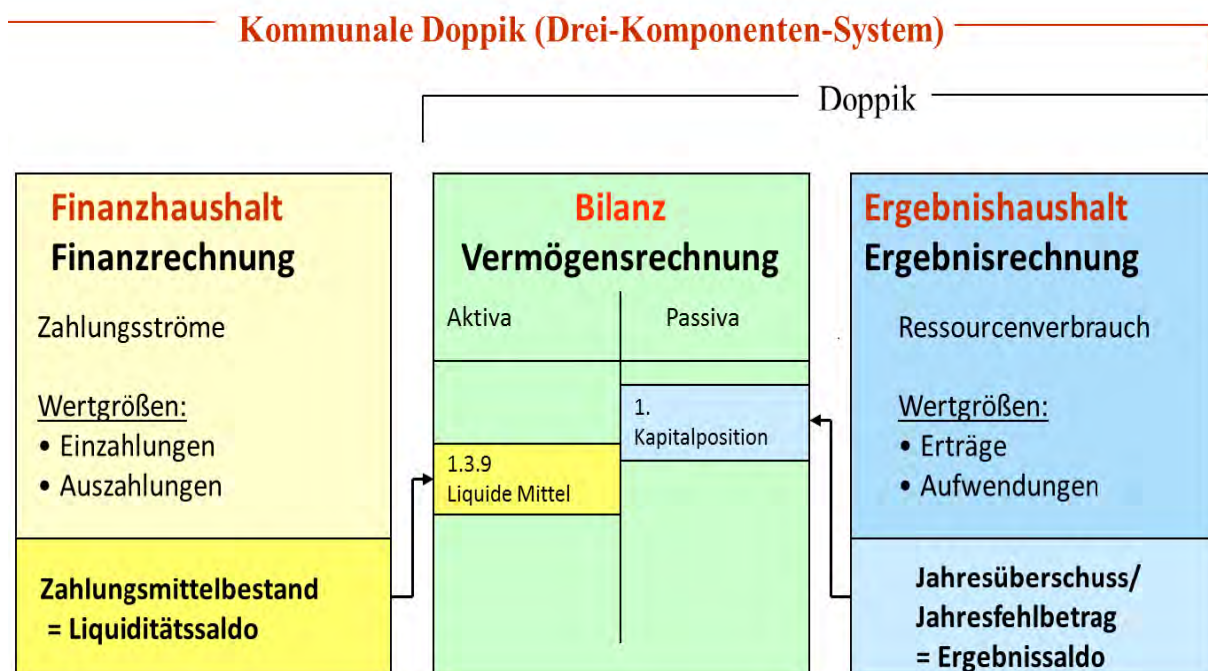 Kommunale Doppik (Drei-Komponenten-System)
Doppik
Finanzhaushalt
Finanzrechnung
Zahlungsströme
Wertgrößen:
• Einzahlungen
• Auszahlungen
Zahlungsmittelbestand
= Liquiditätssaldo
Bilanz
Vermögensrechnung
Aktiva
Passiva
1.
Kapitalposition
1.3.9
Liquide Mittel
Ergebnishaushalt
Ergebnisrechnung
Ressourcenverbrauch
Wertgrößen:
• Erträge
• Aufwendungen
Jahresüberschuss/
Jahresfehlbetrag
= Ergebnissaldo